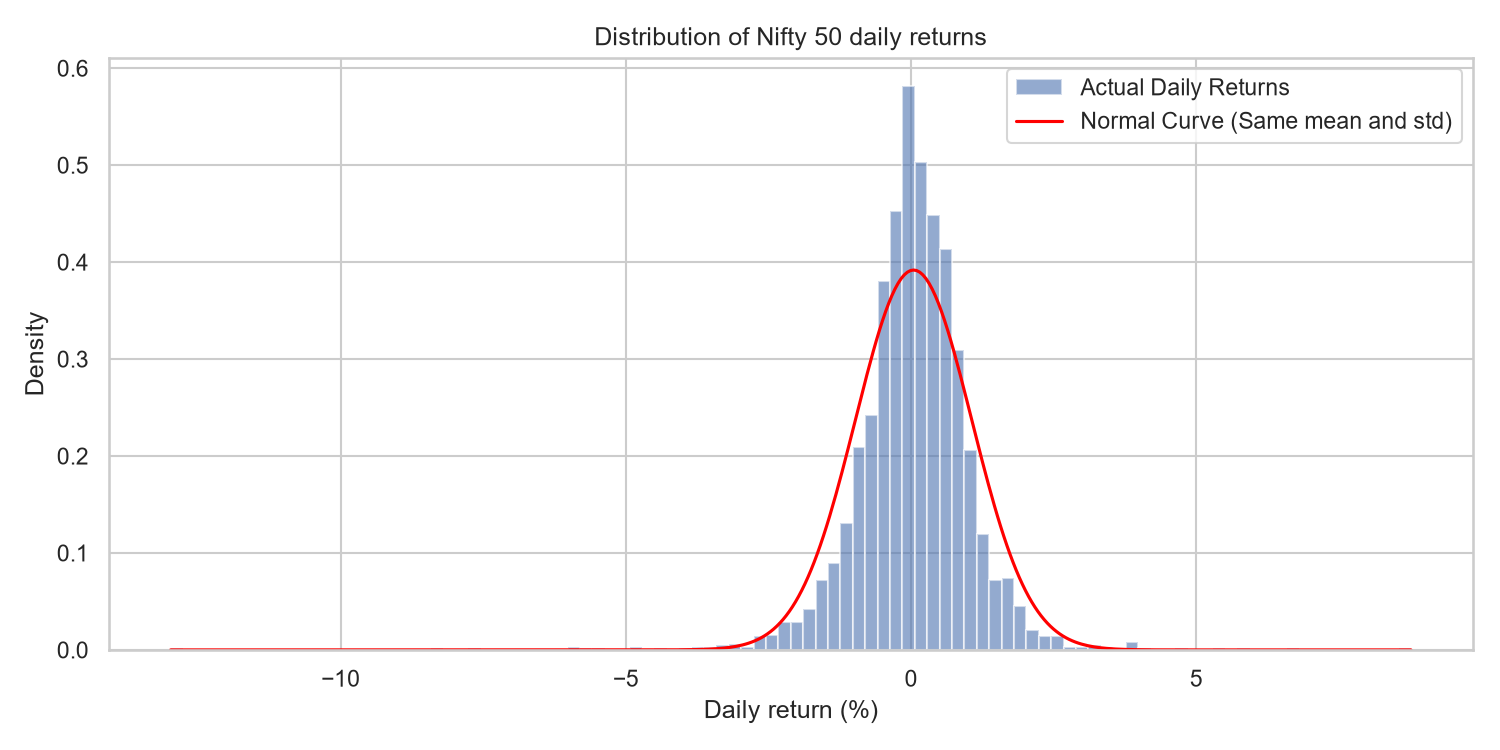 Distribution of Nifty 50 daily returns
Actual Daily Returns
Normal Curve (Same mean and std)
Density
0.6
0.5
0.4
0.3
0.2
0.1
0.0
−10
−5
0
5
Daily return (%)